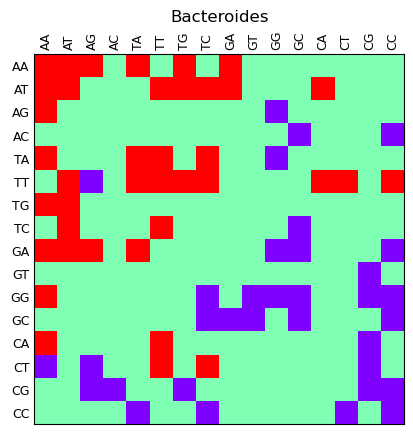 Bacteroides
AA AT AG AC TA TT TG TC GA GT GG GC CA CT CG CC
AA
AT
AG
AC
TA
TT
TG
TC
GA
GT
GG
GC
CA
CT
CG
CC